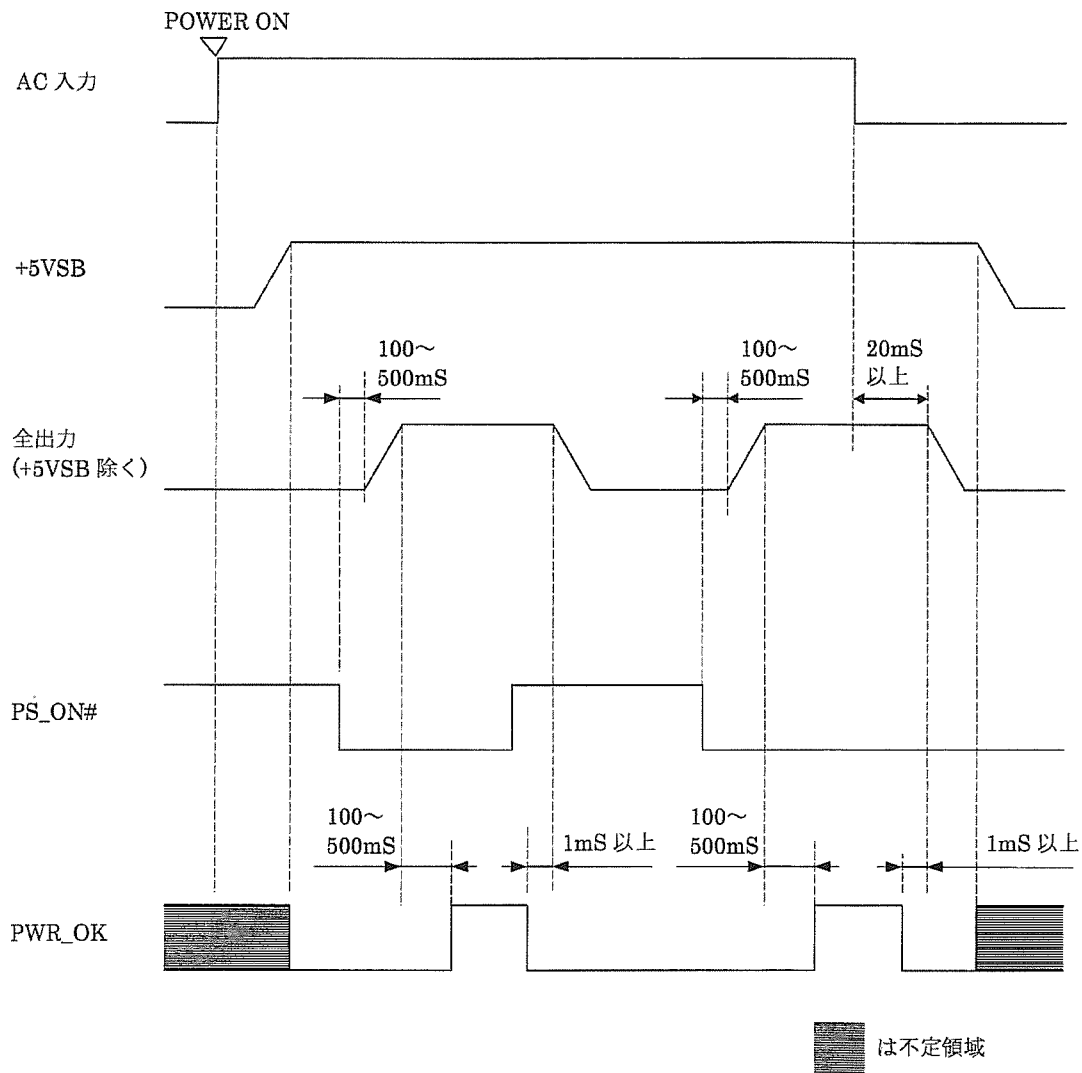 POWER ON
AC 入力
+5VSB
100～
500mS
100～
500mS
20mS
以上
全出力
(+5VSB 除く)
PS_ON#
100～
500mS
1mS 以上
100～
500mS
1mS 以上
PWR_OK
は不定領域